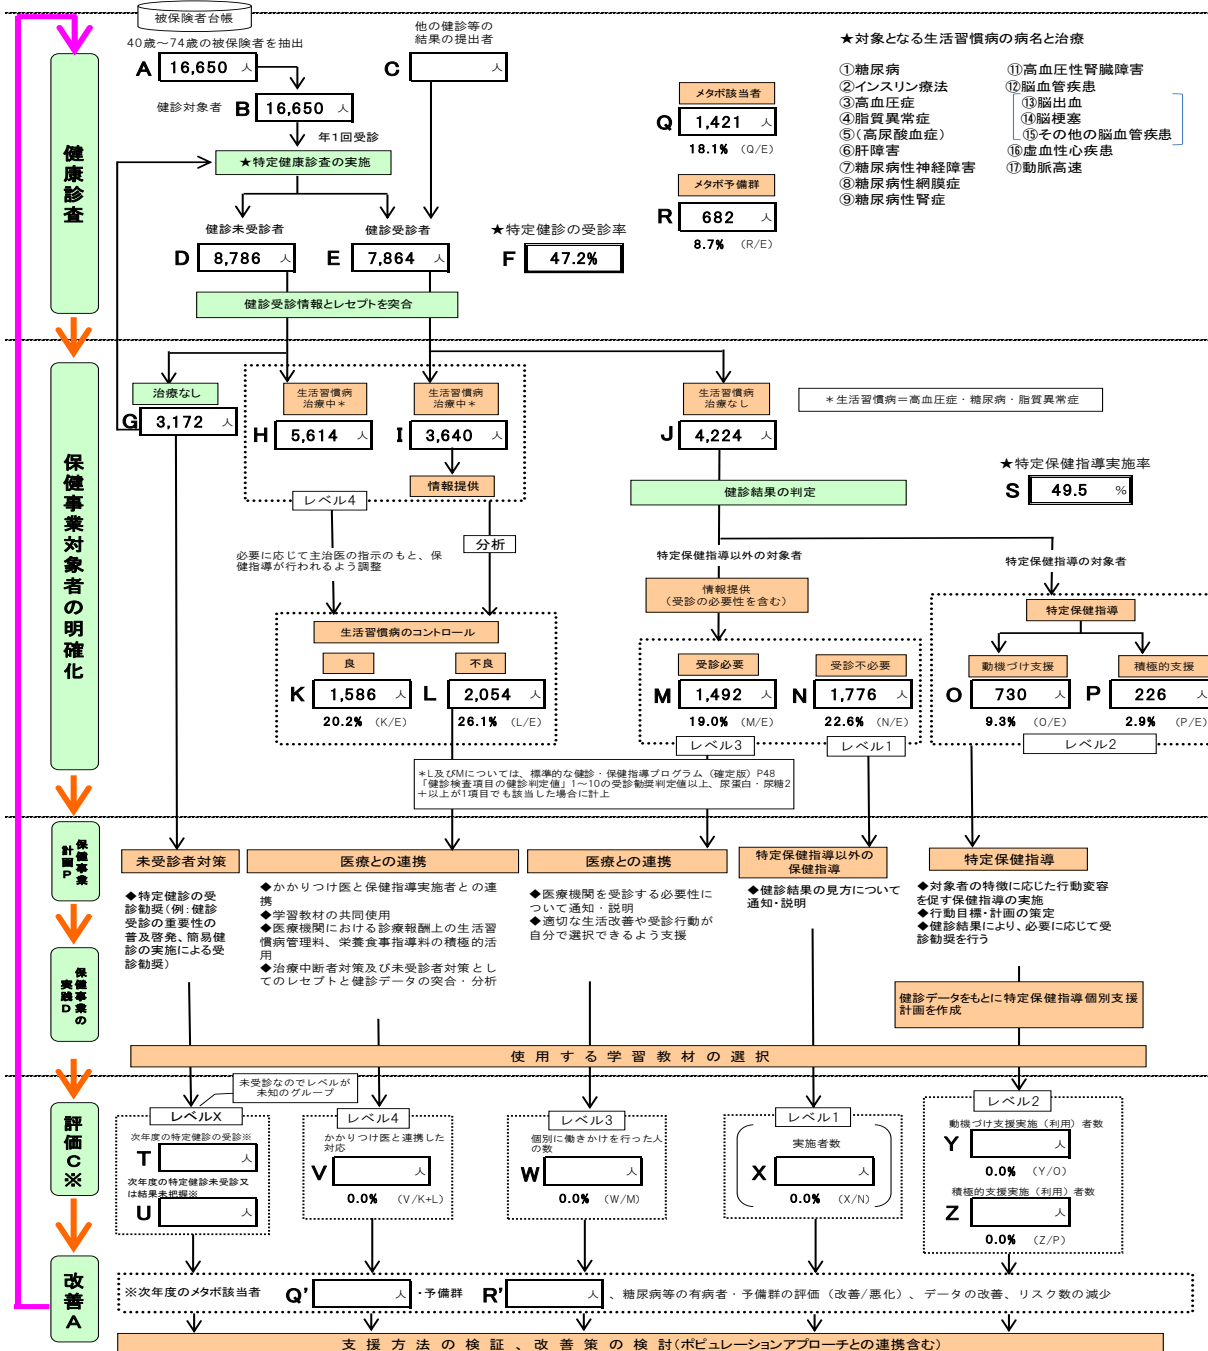 被保険者台帳
40歳～74歳の被保険者を抽出
A 16,650 人
他の健診等の
結果の提出者
C 人
健診対象者 B 16,650 人
年1回受診
★特定健康診査の実施
健診未受診者
D 8,786 人
健診受診者
E 7,864 人
★特定健診の受診率
F 47.2%
健診受診情報とレセプトを突合
メタボ該当者
Q 1,421 人
18.1% (Q/E)
メタボ予備群
R 682 人
8.7% (R/E)
★対象となる生活習慣病の病名と治療
①糖尿病
②インスリン療法
③高血圧症
④脂質異常症
⑤(高尿酸血症)
⑥肝障害
⑦糖尿病性神経障害
⑧糖尿病性網膜症
⑨糖尿病性腎症
⑪高血圧性腎臓障害
⑫脳血管疾患
⑬脳出血
⑭脳梗塞
⑮その他の脳血管疾患
⑯虚血性心疾患
⑰動脈高速
健康診査
保健事業対象者の明確化
治療なし
G 3,172 人
生活習慣病
治療中*
H 5,614 人
生活習慣病
治療中*
I 3,640 人
情報提供
レベル4
生活習慣病
治療なし
J 4,224 人
*生活習慣病=高血圧症・糖尿病・脂質異常症
★特定保健指導実施率
S 49.5 %
健診結果の判定
必要に応じて主治医の指示のもと、保
健指導が行われるよう調整
分析
特定保健指導以外の対象者
特定保健指導の対象者
情報提供
(受診の必要性を含む)
生活習慣病のコントロール
良
K 1,586 人
20.2% (K/E)
不良
L 2,054 人
26.1% (L/E)
受診必要
M 1,492 人
19.0% (M/E)
レベル3
受診不必要
N 1,776 人
22.6% (N/E)
レベル1
特定保健指導
動機づけ支援
O 730 人
9.3% (O/E)
積極的支援
P 226 人
2.9% (P/E)
レベル2
*L及びMについては、標準的な健診・保健指導プログラム(確定版)P48
「健診検査項目の健診判定値」1～10の受診勧奨判定値以上、尿蛋白・尿糖2
+以上が1項目でも該当した場合に計上
保健事業
計画P
保健事業の
実践D
未受診者対策
◆特定健診の受
診勧奨(例:健診
受診の重要性の
普及啓発、簡易健
診の実施による受
診勧奨)
医療との連携
◆かかりつけ医と保健指導実施者との連
携
◆学習教材の共同使用
◆医療機関における診療報酬上の生活習
慣病管理料、栄養食事指導料の積極的活
用
◆治療中断者対策及び未受診者対策とし
てのレセプトと健診データの突合・分析
医療との連携
◆医療機関を受診する必要性に
ついて通知・説明
◆適切な生活改善や受診行動が
自分で選択できるよう支援
特定保健指導以外の
保健指導
◆健診結果の見方について
通知・説明
特定保健指導
◆対象者の特徴に応じた行動変容
を促す保健指導の実施
◆行動目標・計画の策定
◆健診結果により、必要に応じて受
診勧奨を行う
健診データをもとに特定保健指導個別支援
計画を作成
使用する学習教材の選択
評価C※
未受診なのでレベルが
未知のグループ
レベルX
次年度の特定健診の受診※
T 人
次年度の特定健診未受診又
は結果未把握※
U 人
レベル4
かかりつけ医と連携した
対応
V 人
0.0% (V/K+L)
レベル3
個別に働きかけを行った人
の数
W 人
0.0% (W/M)
レベル1
実施者数
X 人
0.0% (X/N)
レベル2
動機づけ支援実施(利用)者数
Y 人
0.0% (Y/O)
積極的支援実施(利用)者数
Z 人
0.0% (Z/P)
改善A
※次年度のメタボ該当者 Q' 人 ・予備群 R' 人 、糖尿病等の有病者・予備群の評価(改善/悪化)、データの改善、リスク数の減少
支援方法の検証、改善策の検討(ポピュレーションアプローチとの連携含む)